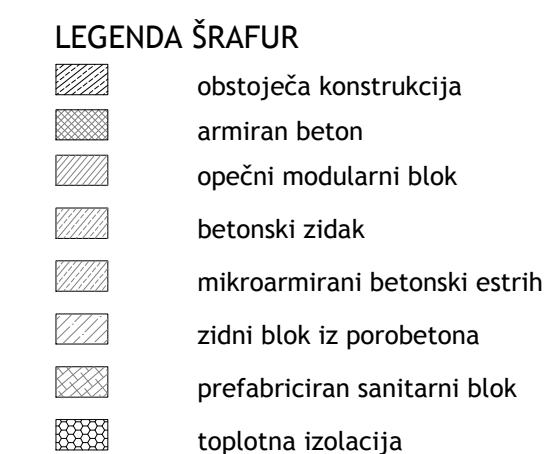 LEGENDA ŠRAFUR
obstoječa konstrukcija
armiran beton
opečni modularni blok
betonski zidak
mikroarmirani betonski estrih
zidni blok iz porobetona
prefabriciran sanitarni blok
toplotna izolacija